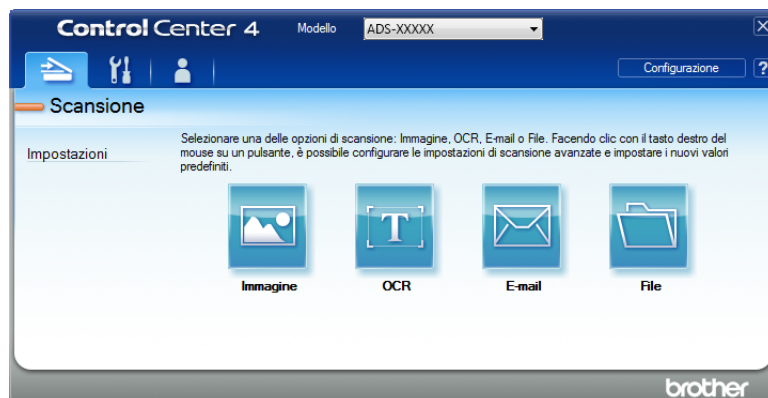 Control Center 4 Modello ADS-XXXXX
Configurazione ?
Scansione
Impostazioni
Selezionare una delle opzioni di scansione: Immagine, OCR, E-mail o File. Facendo clic con il tasto destro del
mouse su un pulsante, è possibile configurare le impostazioni di scansione avanzate e impostare i nuovi valori
predefiniti.
T
Immagine OCR E-mail File
brother